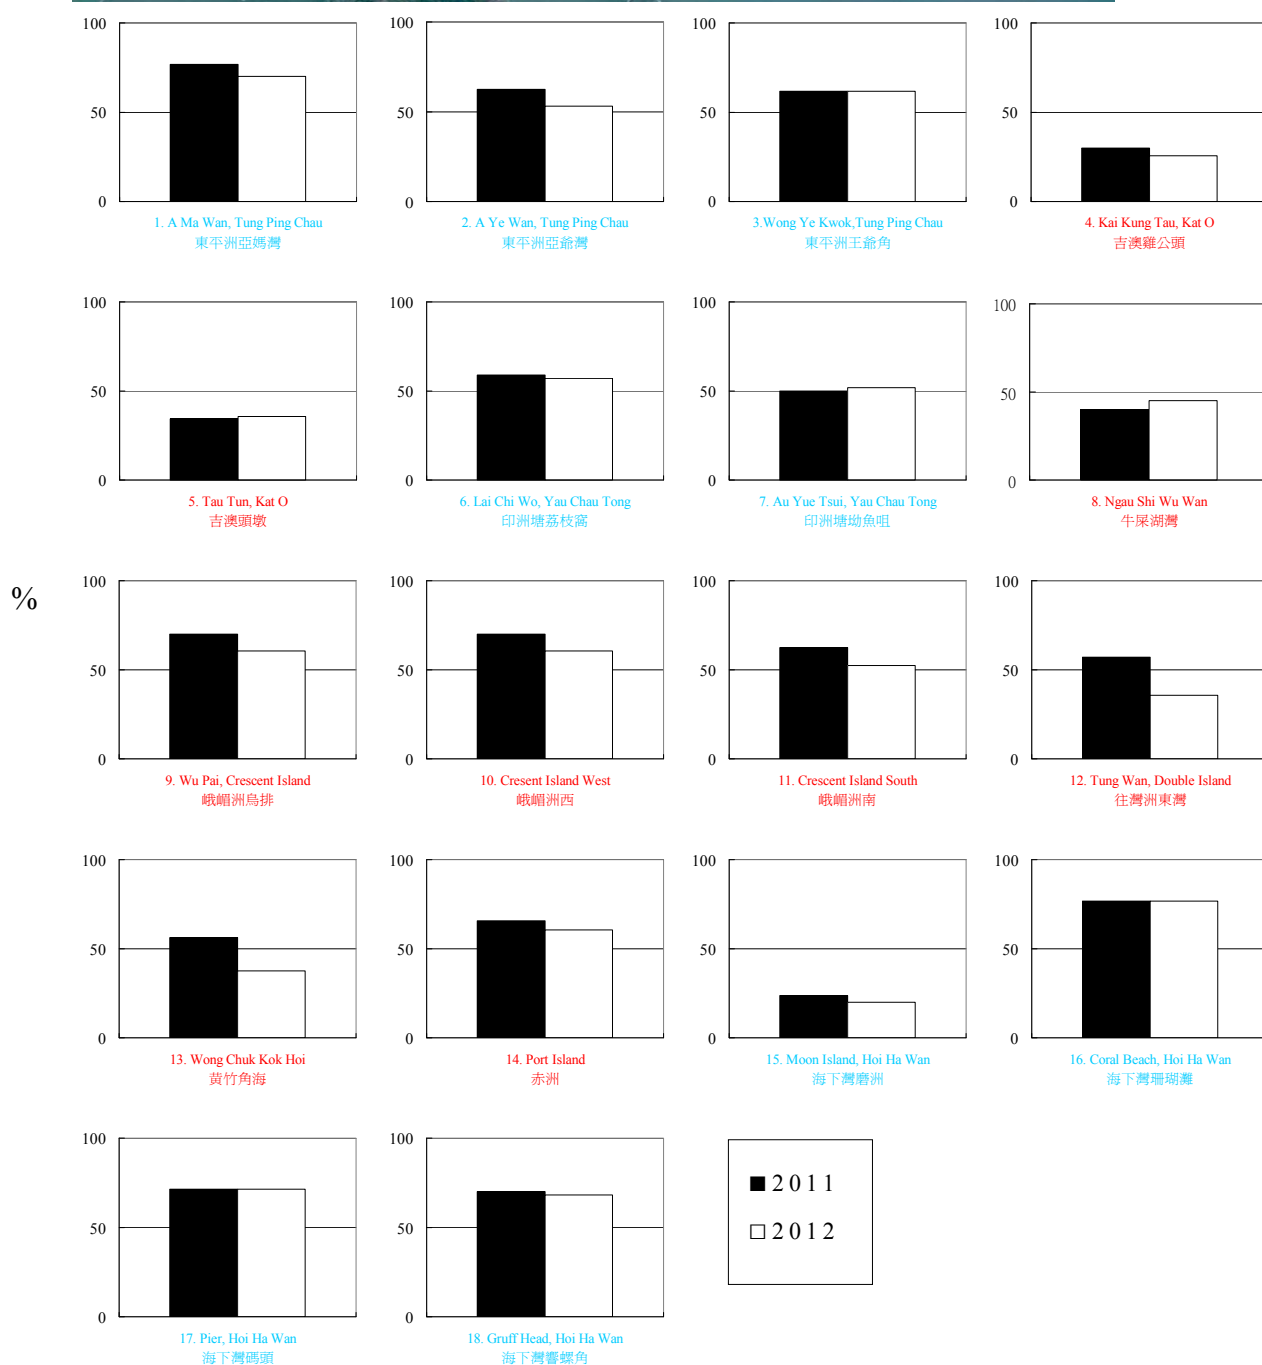 100
50
0
1. A Ma Wan, Tung Ping Chau
東平洲亞媽灣
100
50
0
2. A Ye Wan, Tung Ping Chau
東平洲亞爺灣
100
50
0
3.Wong Ye Kwok,Tung Ping Chau
東平洲王爺角
100
50
0
4. Kai Kung Tau, Kat O
吉澳雞公頭
100
50
0
5. Tau Tun, Kat O
吉澳頭墩
100
50
0
6. Lai Chi Wo, Yau Chau Tong
印洲塘荔枝窩
100
50
0
7. Au Yue Tsui, Yau Chau Tong
印洲塘坳魚咀
100
50
0
8. Ngau Shi Wu Wan
牛屎湖灣
%
100
50
0
9. Wu Pai, Crescent Island
峨嵋洲烏排
100
50
0
10. Cresent Island West
峨嵋洲西
100
50
0
11. Crescent Island South
峨嵋洲南
100
50
0
12. Tung Wan, Double Island
往灣洲東灣
100
50
0
13. Wong Chuk Kok Hoi
黃竹角海
100
50
0
14. Port Island
赤洲
100
50
0
15. Moon Island, Hoi Ha Wan
海下灣磨洲
100
50
0
16. Coral Beach, Hoi Ha Wan
海下灣珊瑚灘
100
50
0
17. Pier, Hoi Ha Wan
海下灣碼頭
100
50
0
18. Gruff Head, Hoi Ha Wan
海下灣響螺角
2011
2012